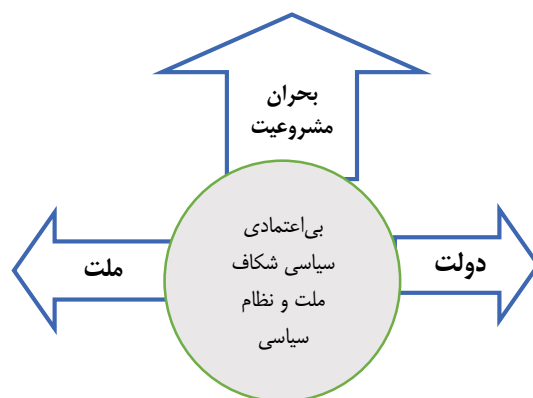 بحران
مشروعیت
بی‌اعتمادی
سیاسی شکاف
ملت و نظام
سیاسی
دولت
ملت